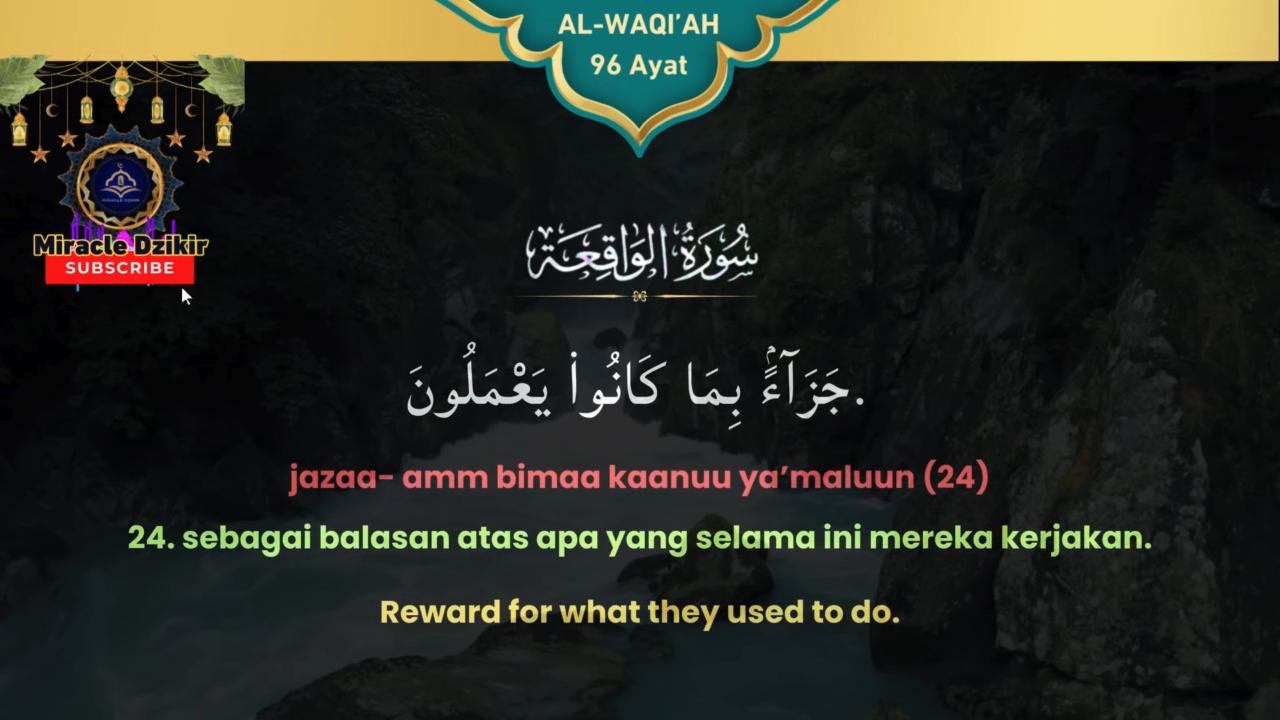 AL-WAQI’AH
96 Ayat
Miracle Dzikir
SUBSCRIBE
سُورَةُ الوَاقِعَة
جَزَآءًۢ بِمَا كَانُوا۟ يَعْمَلُونَ.
jazaa- amm bimaa kaanuu ya’maluun (24)
24. sebagai balasan atas apa yang selama ini mereka kerjakan.
Reward for what they used to do.